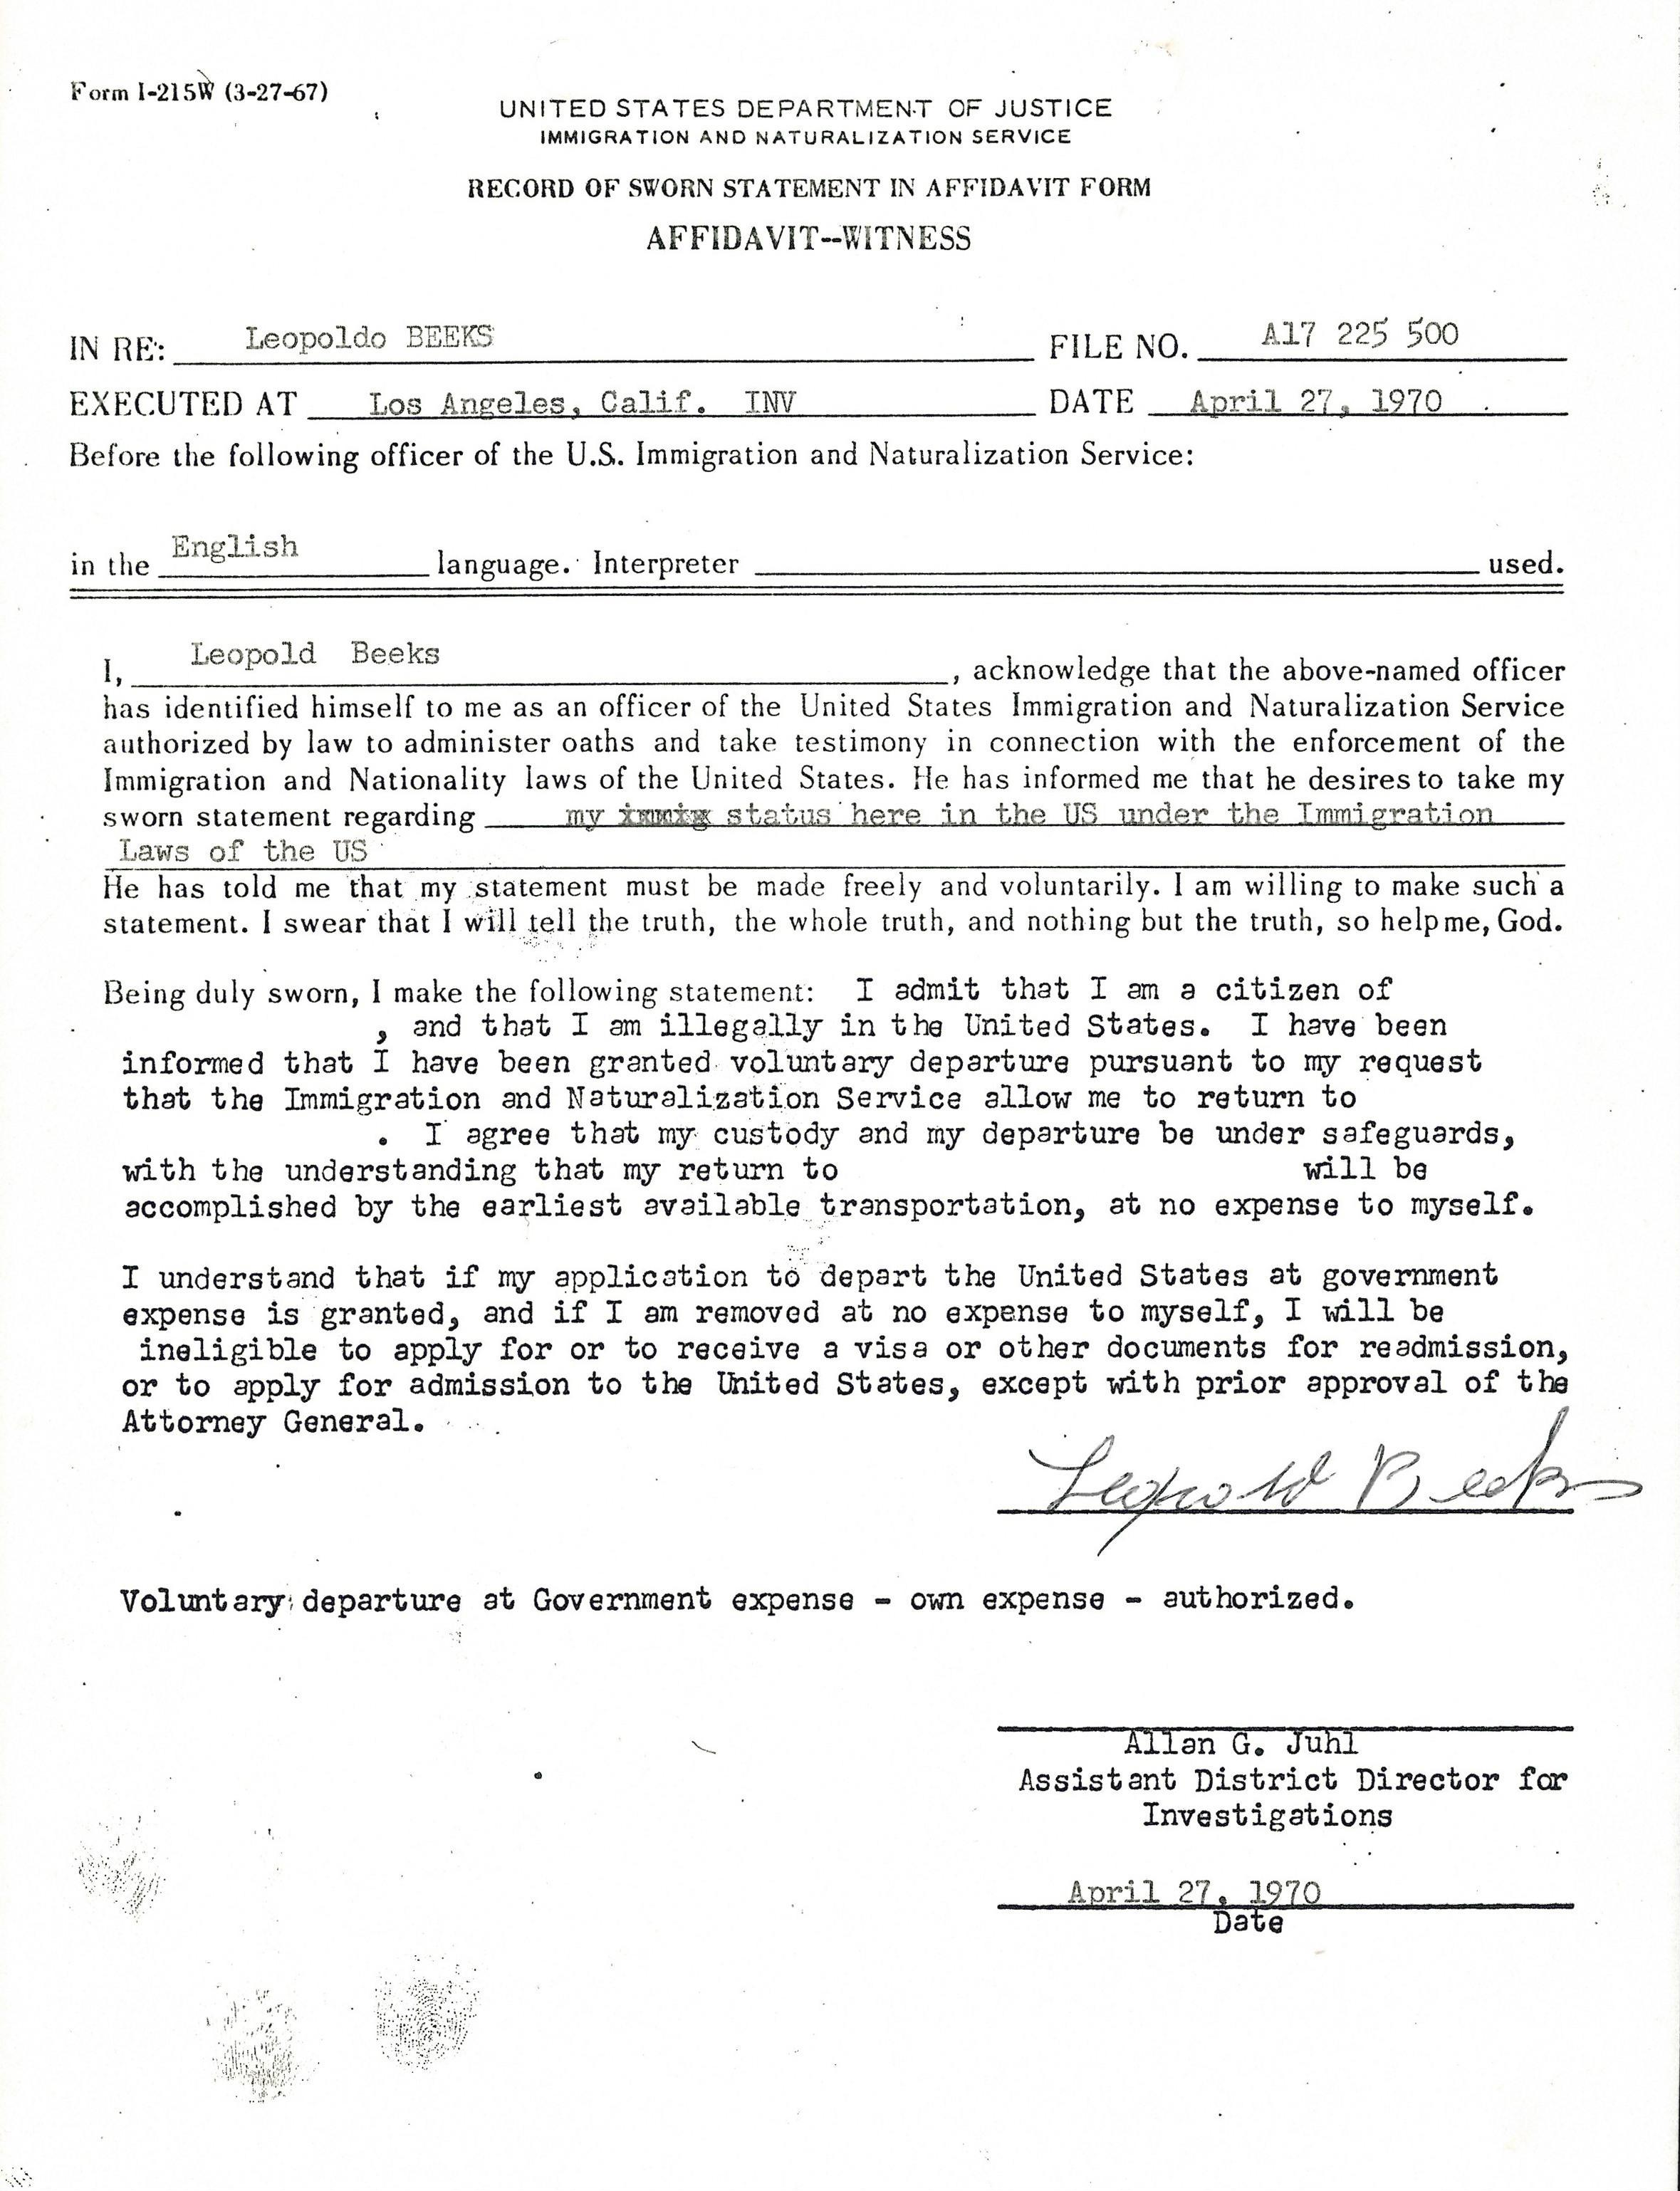 Form I-215W (3-27-67)
UNITED STATES DEPARTMENT OF JUSTICE
IMMIGRATION AND NATURALIZATION SERVICE
RECORD OF SWORN STATEMENT IN AFFIDAVIT FORM
AFFIDAVIT--WITNESS
IN RE: Leopoldo BEEKS FILE NO. A17 225 500
EXECUTED AT Los Angeles, Calif. INV DATE April 27, 1970
Before the following officer of the U.S. Immigration and Naturalization Service:
in the English language. Interpreter used.
I, Leopold Beeks, acknowledge that the above-named officer
has identified himself to me as an officer of the United States Immigration and Naturalization Service
authorized by law to administer oaths and take testimony in connection with the enforcement of the
Immigration and Nationality laws of the United States. He has informed me that he desires to take my
sworn statement regarding my status here in the US under the Immigration
Laws of the US
He has told me that my statement must be made freely and voluntarily. I am willing to make such a
statement. I swear that I will tell the truth, the whole truth, and nothing but the truth, so help me, God.
Being duly sworn, I make the following statement: I admit that I am a citizen of
, and that I am illegally in the United States. I have been
informed that I have been granted voluntary departure pursuant to my request
that the Immigration and Naturalization Service allow me to return to
. I agree that my custody and my departure be under safeguards,
with the understanding that my return to will be
accomplished by the earliest available transportation, at no expense to myself.
I understand that if my application to depart the United States at government
expense is granted, and if I am removed at no expense to myself, I will be
ineligible to apply for or to receive a visa or other documents for readmission,
or to apply for admission to the United States, except with prior approval of the
Attorney General.
Leopold Beeks
Voluntary departure at Government expense - own expense - authorized.
Allan G. Juhl
Assistant District Director for
Investigations
April 27, 1970
Date